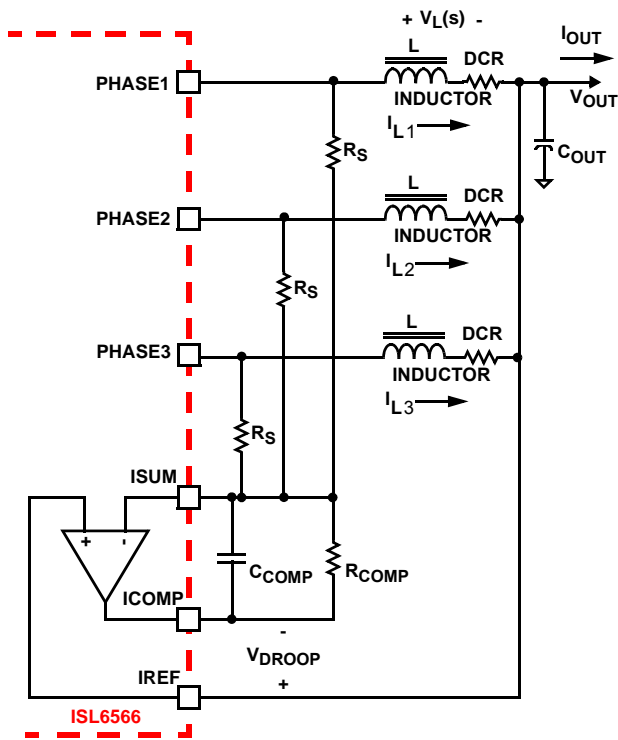 + VL(s) -
IOUT
L
DCR
PHASE1
INDUCTOR
VOUT
IL1
COUT
RS
L
DCR
PHASE2
INDUCTOR
IL2
RS
L
DCR
PHASE3
INDUCTOR
IL3
RS
ISUM
+ -
CCOMP
RCOMP
ICOMP
-
VDROOP
IREF
+
ISL6566